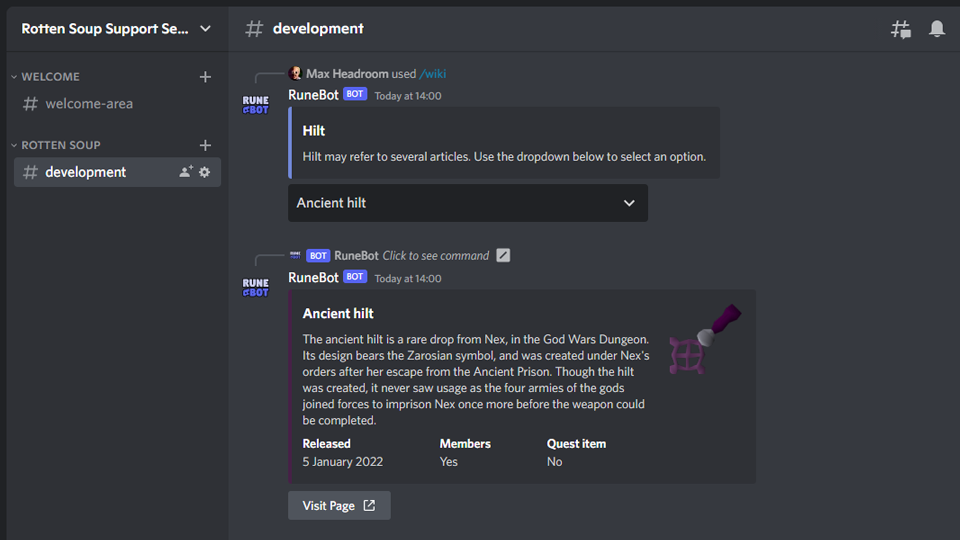 Rotten Soup Support Se...
# development
WELCOME
# welcome-area
ROTTEN SOUP
# development
Max Headroom used /wiki
RUNE BOT
RuneBot BOT Today at 14:00
Hilt
Hilt may refer to several articles. Use the dropdown below to select an option.
Ancient hilt
BOT RuneBot Click to see command
RUNE BOT
RuneBot BOT Today at 14:00
Ancient hilt
The ancient hilt is a rare drop from Nex, in the God Wars Dungeon.
Its design bears the Zarosian symbol, and was created under Nex's
orders after her escape from the Ancient Prison. Though the hilt
was created, it never saw usage as the four armies of the gods
joined forces to imprison Nex once more before the weapon could
be completed.
Released Members Quest item
5 January 2022 Yes No
Visit Page